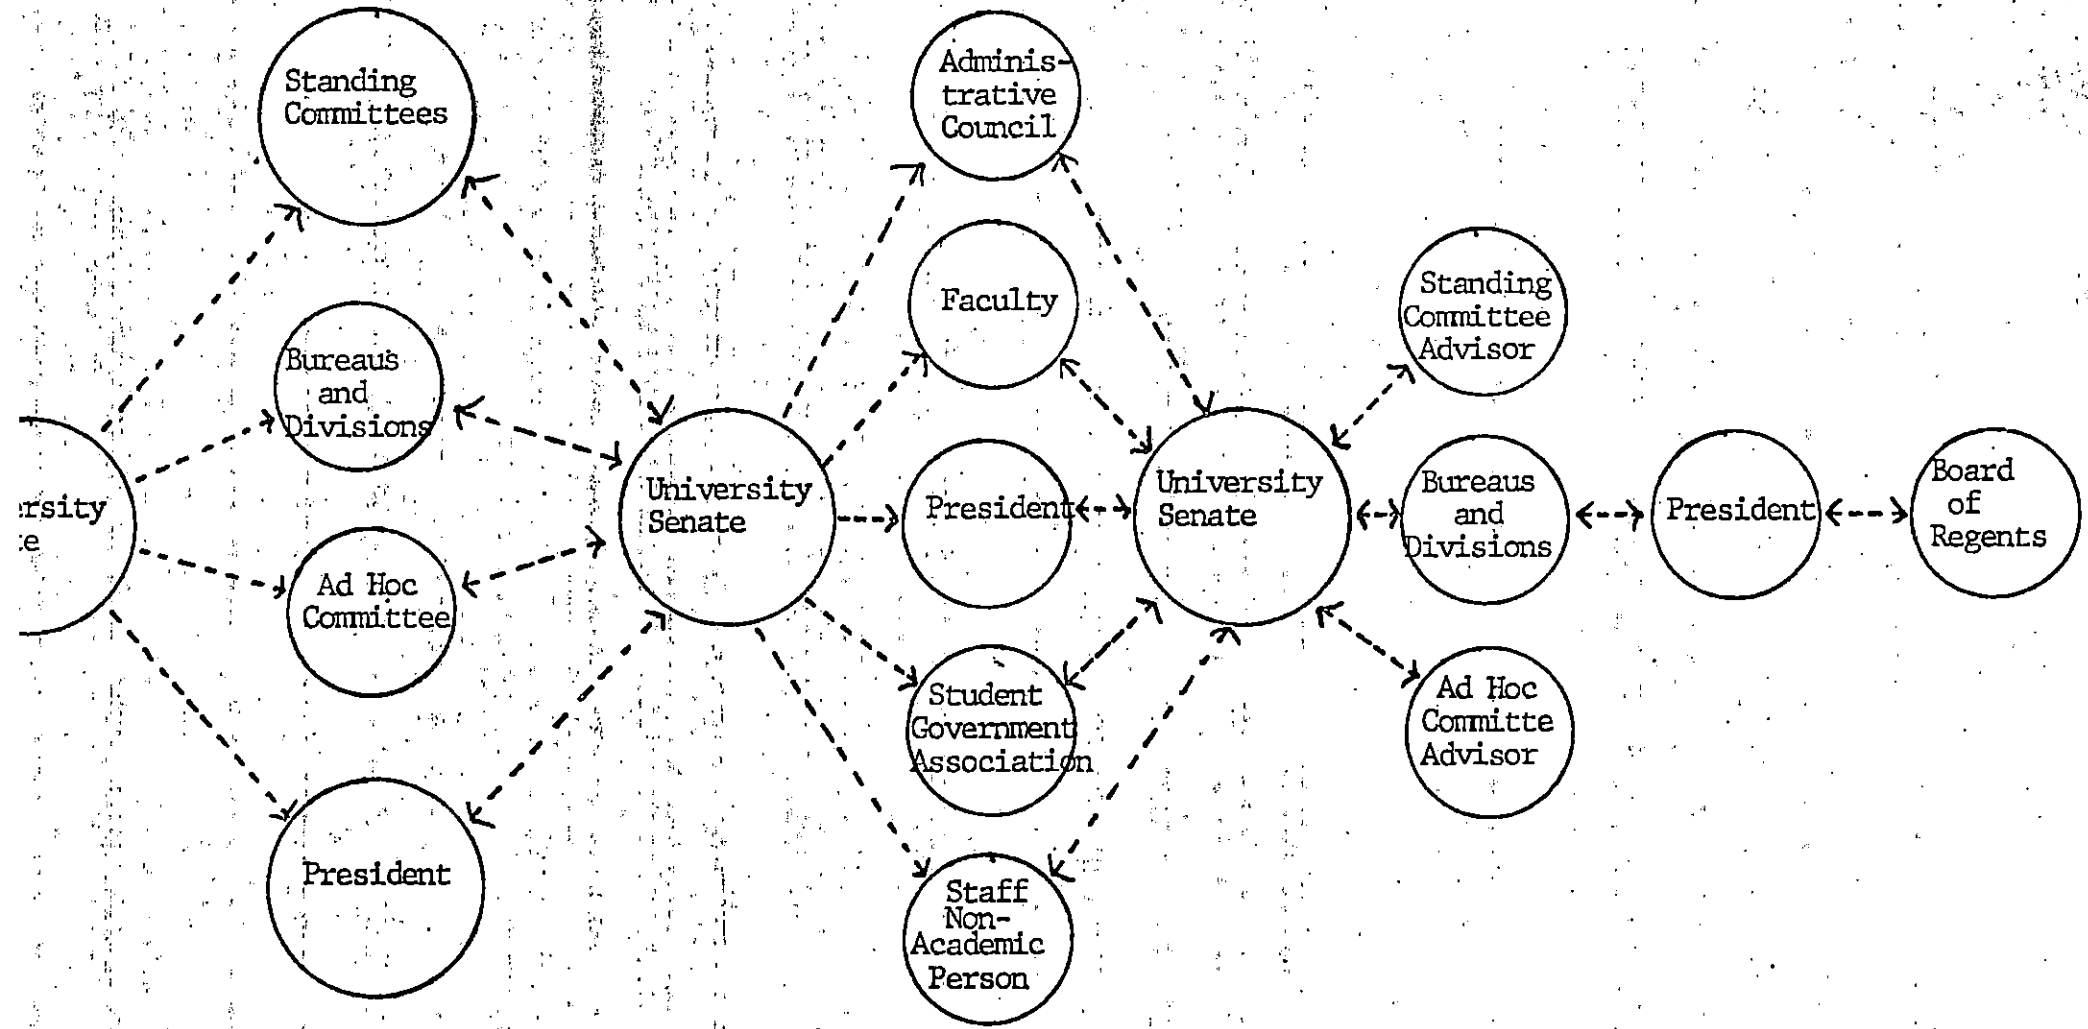 Standing
Committees
Bureaus
and
Divisions
rsity
e
Ad Hoc
Committee
President
University
Senate
Adminis-
trative
Council
Faculty
President
Student
Government
Association
Staff
Non-
Academic
Person
University
Senate
Standing
Committee
Advisor
Bureaus
and
Divisions
Ad Hoc
Committe
Advisor
President
Board
of
Regents